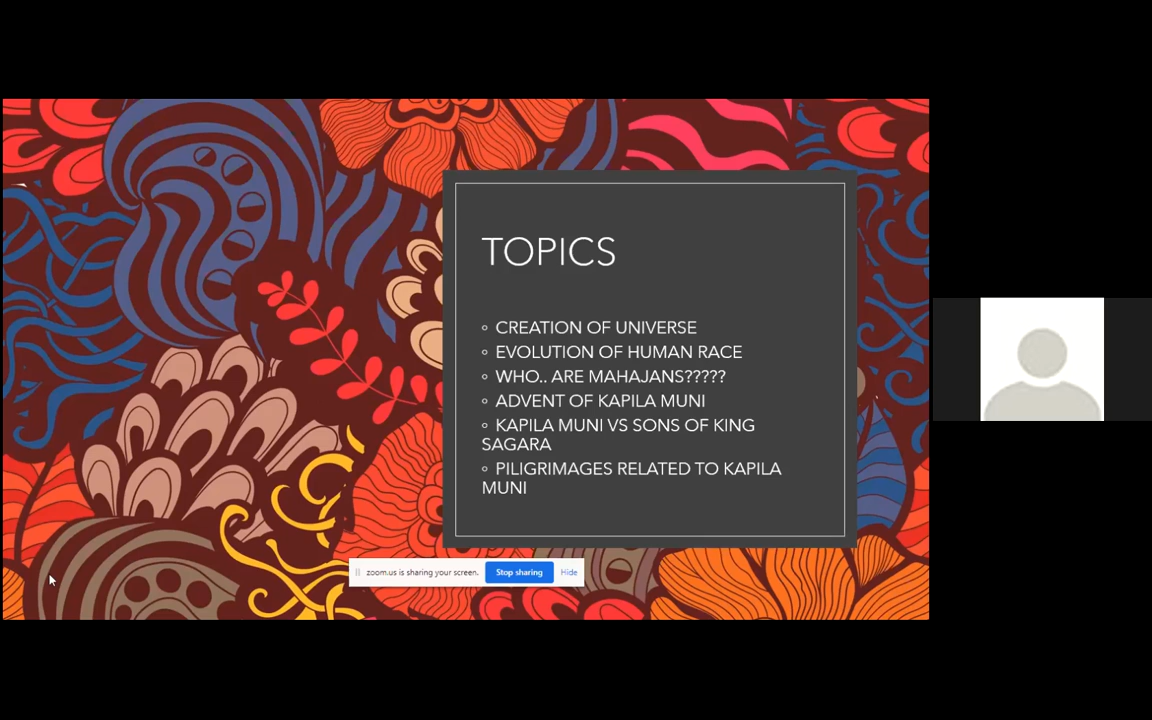 TOPICS
◦ CREATION OF UNIVERSE
◦ EVOLUTION OF HUMAN RACE
◦ WHO.. ARE MAHAJANS?????
◦ ADVENT OF KAPILA MUNI
◦ KAPILA MUNI VS SONS OF KING
SAGARA
◦ PILIGRIMAGES RELATED TO KAPILA
MUNI
zoom.us is sharing your screen. Stop sharing Hide